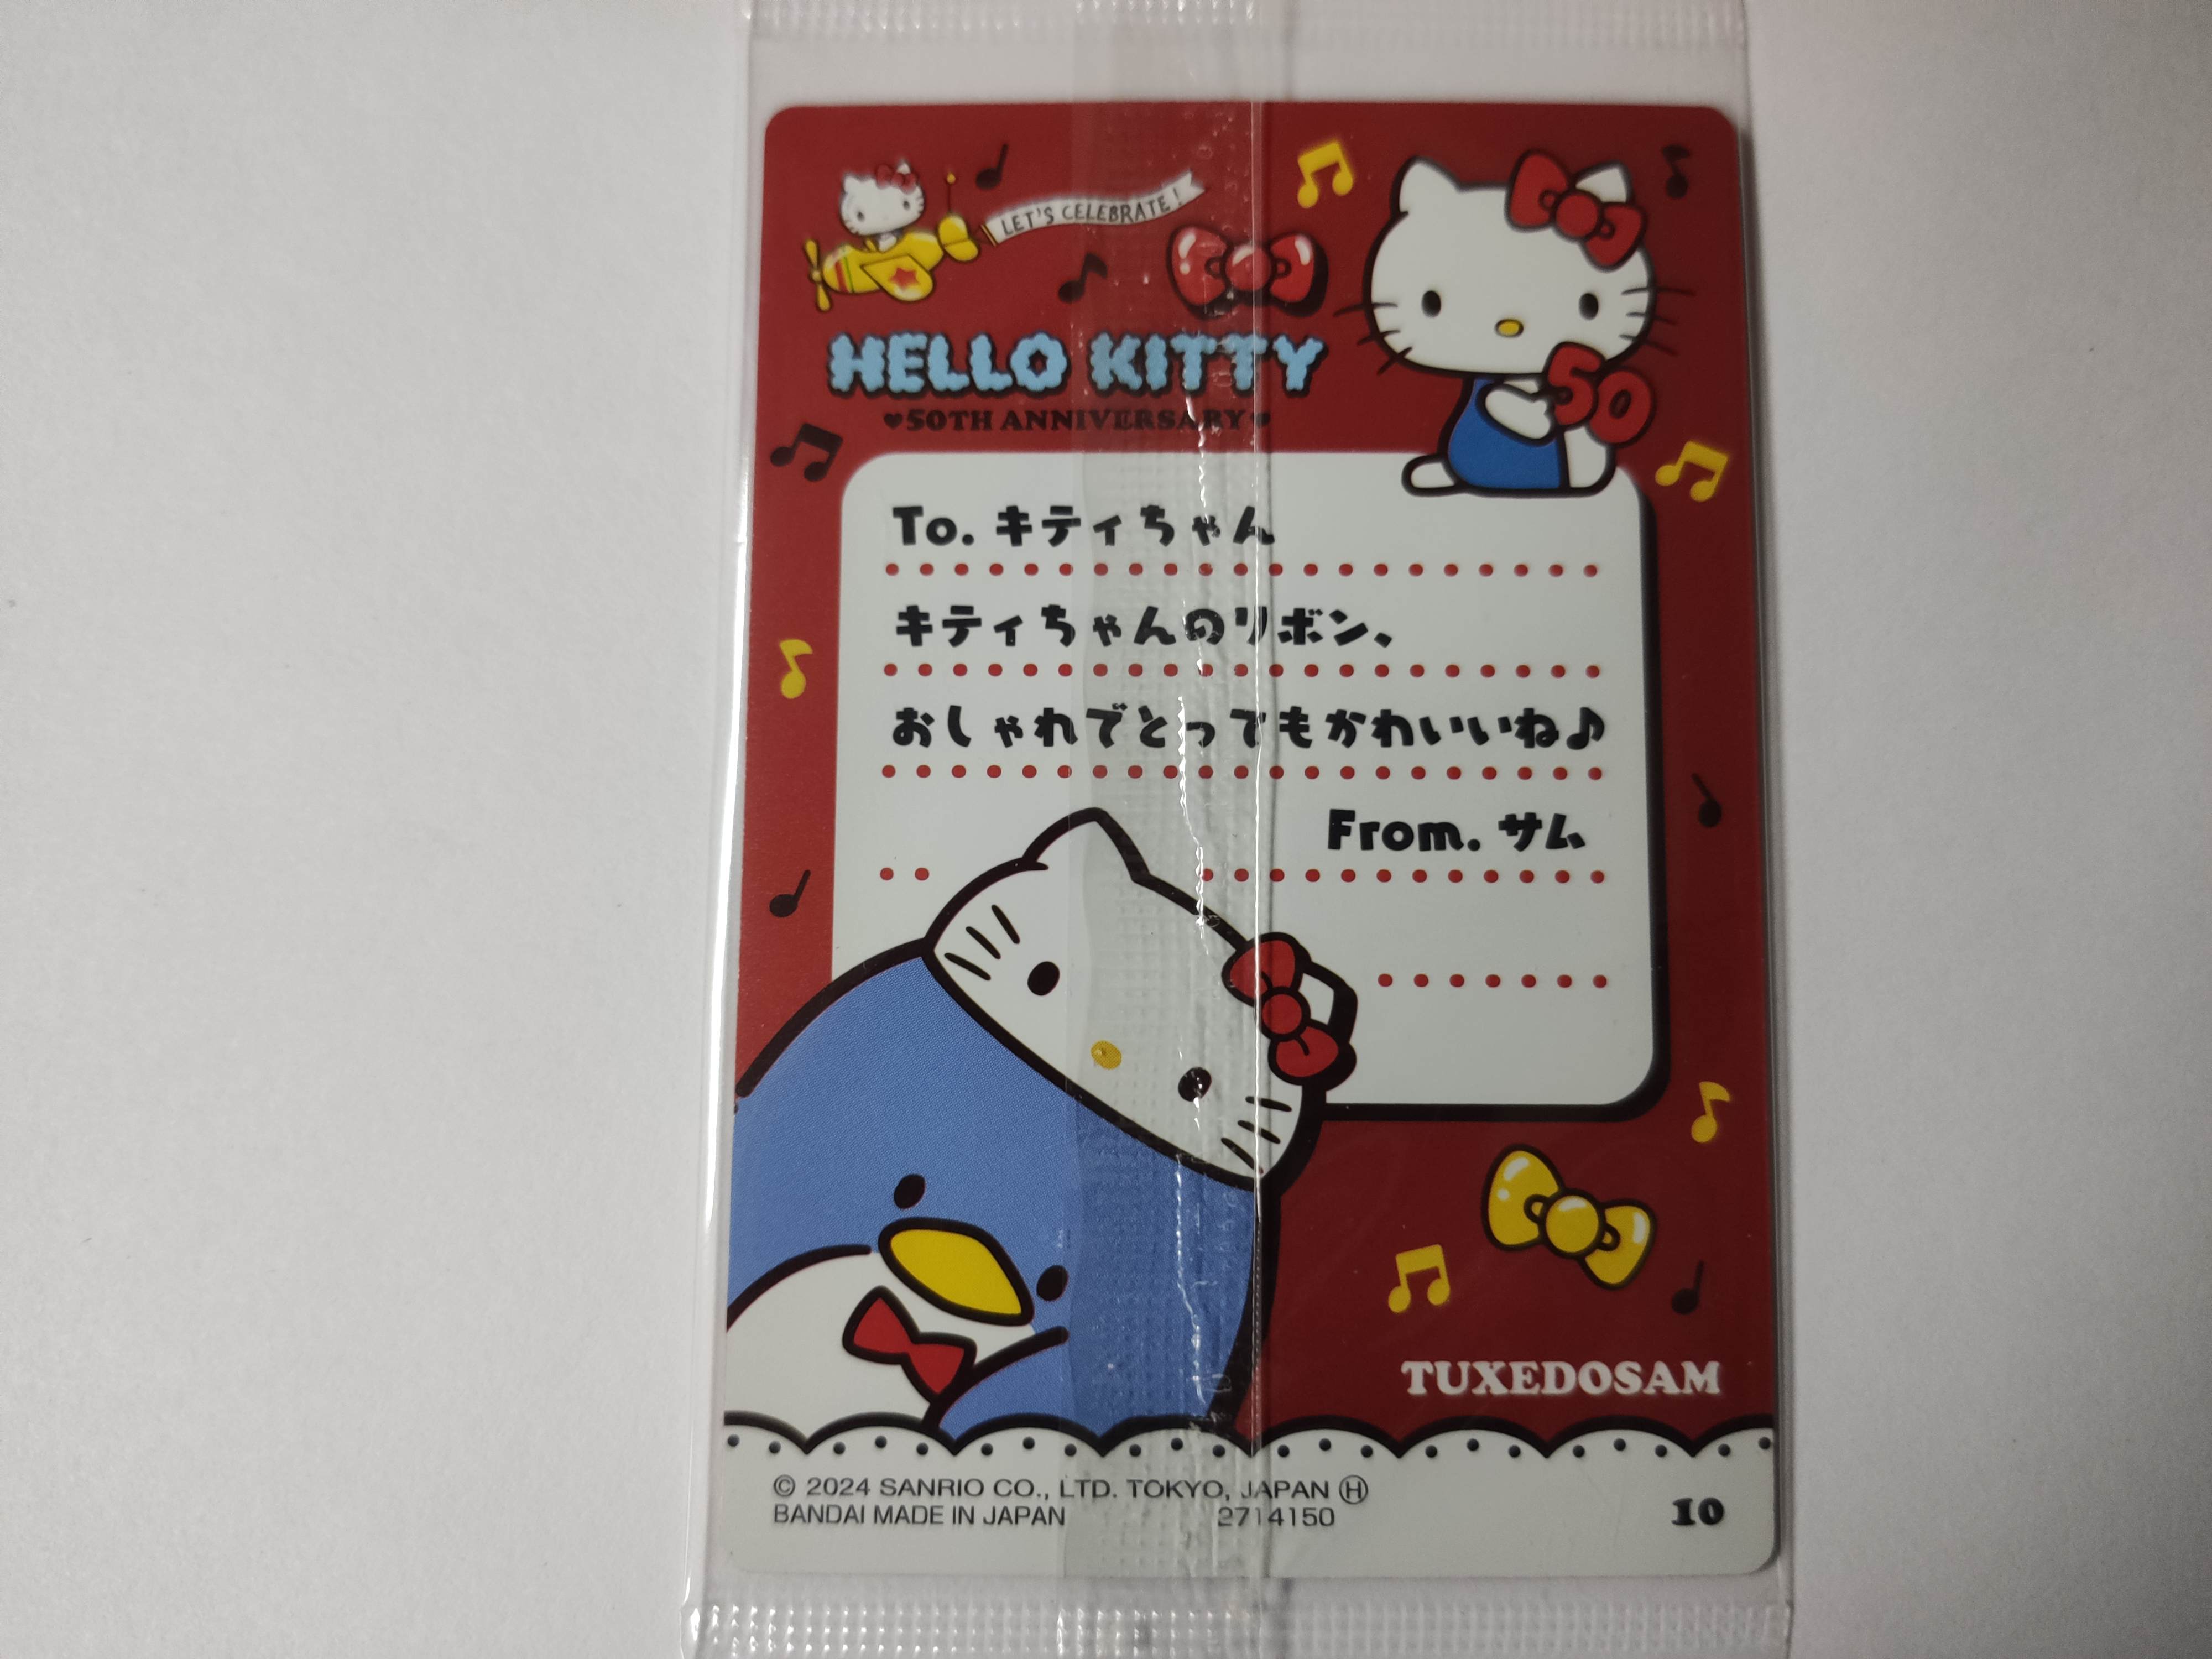 LET'S CELEBRATE!
HELLO KITTY
♥50TH ANNIVERSARY♥
50
To. キティちゃん
キティちゃんのリボン、
おしゃれでとってもかわいいね♪
From. サム
TUXEDOSAM
© 2024 SANRIO CO., LTD. TOKYO, JAPAN Ⓗ
BANDAI MADE IN JAPAN 2714150
10